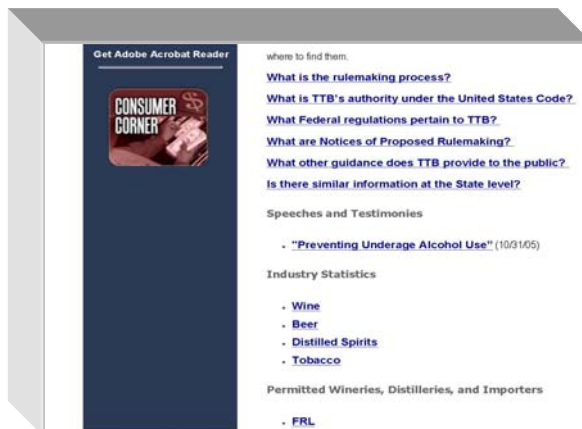 Get Adobe Acrobat Reader
CONSUMER
CORNER
where to find them.
What is the rulemaking process?
What is TTB's authority under the United States Code?
What Federal regulations pertain to TTB?
What are Notices of Proposed Rulemaking?
What other guidance does TTB provide to the public?
Is there similar information at the State level?
Speeches and Testimonies
"Preventing Underage Alcohol Use" (10/31/05)
Industry Statistics
Wine
Beer
Distilled Spirits
Tobacco
Permitted Wineries, Distilleries, and Importers
FRL